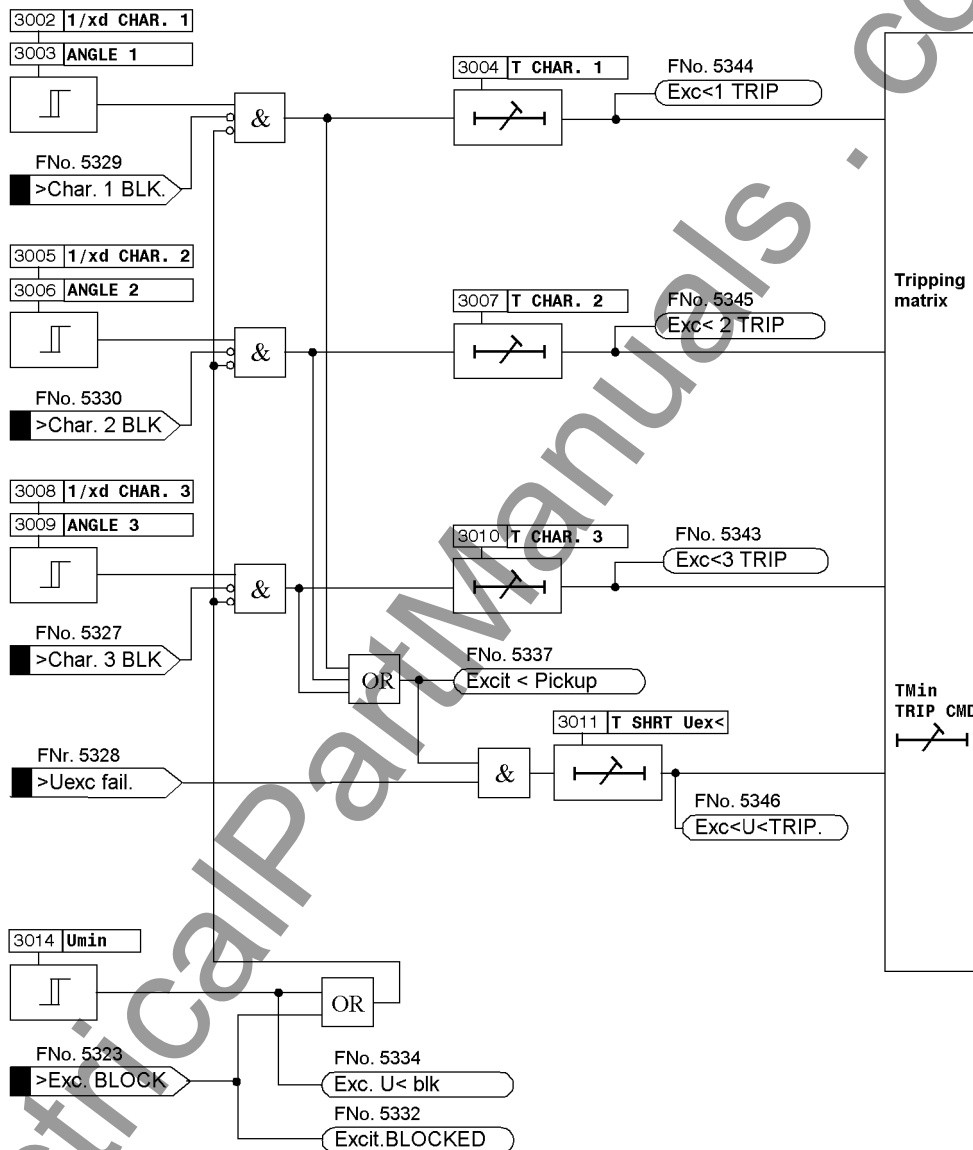 3002 1/xd CHAR. 1
3003 ANGLE 1
FNo. 5329
>Char. 1 BLK.
&
3004 T CHAR. 1
FNo. 5344
Exc<1 TRIP
3005 1/xd CHAR. 2
3006 ANGLE 2
FNo. 5330
>Char. 2 BLK
&
3007 T CHAR. 2
FNo. 5345
Exc< 2 TRIP
Tripping
matrix
3008 1/xd CHAR. 3
3009 ANGLE 3
FNo. 5327
>Char. 3 BLK
&
3010 T CHAR. 3
FNo. 5343
Exc<3 TRIP
OR
FNo. 5337
Excit < Pickup
FNr. 5328
>Uexc fail.
&
3011 T SHRT Uex<
FNo. 5346
Exc<U<TRIP.
TMin
TRIP CMD
3014 Umin
OR
FNo. 5323
>Exc. BLOCK
FNo. 5334
Exc. U< blk
FNo. 5332
Excit.BLOCKED
ctricalPartManuals . co